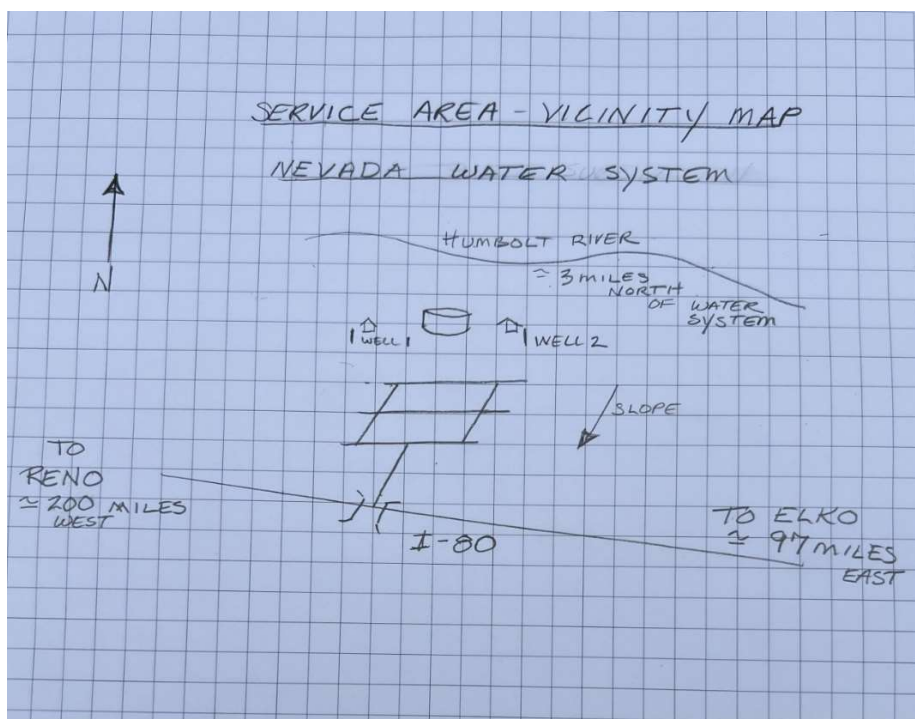 SERVICE AREA - VICINITY MAP
NEVADA WATER SYSTEM
N
HUMBOLT RIVER
≈ 3 MILES
NORTH
OF WATER
SYSTEM
WELL 1
WELL 2
SLOPE
TO
RENO
≈ 200 MILES
WEST
I-80
TO ELKO
≈ 97 MILES
EAST